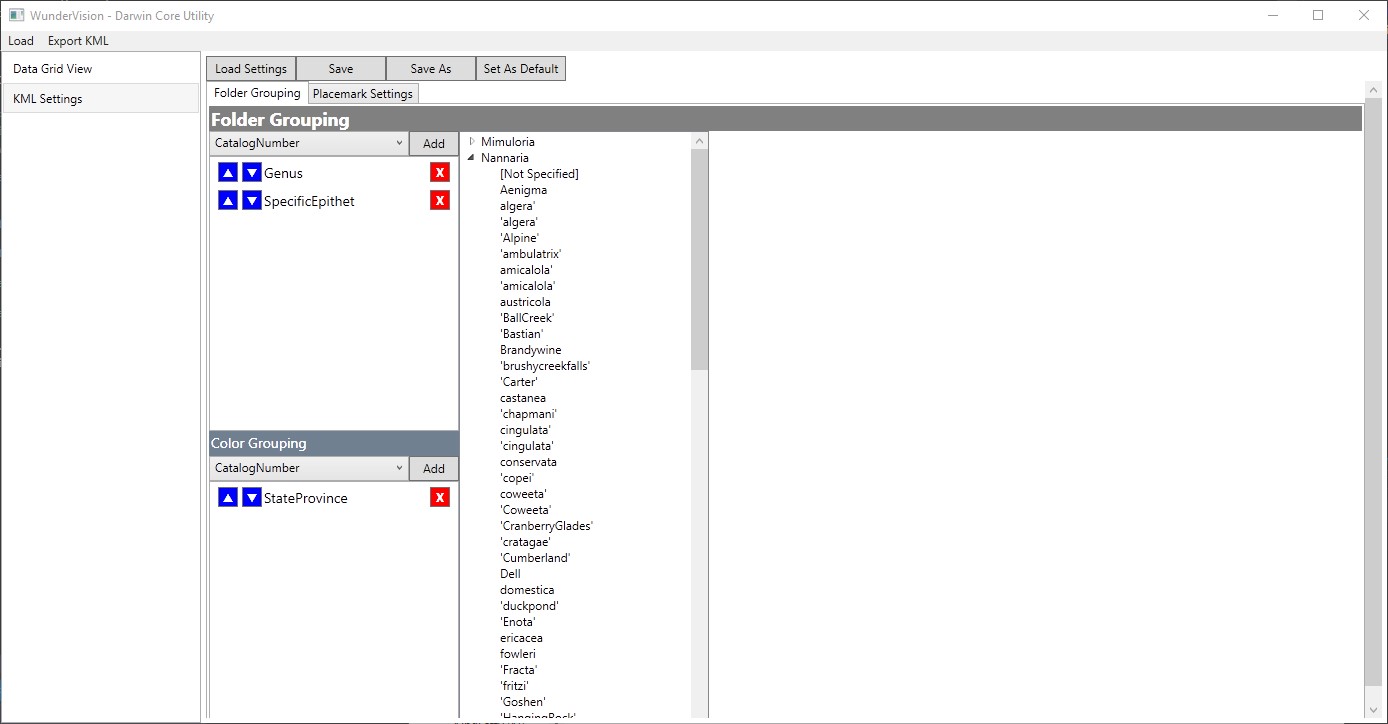 WunderVision - Darwin Core Utility
Load Export KML
Data Grid View
KML Settings
Load Settings Save Save As Set As Default
Folder Grouping Placemark Settings
Folder Grouping
CatalogNumber Add
Genus X
SpecificEpithet X
Color Grouping
CatalogNumber Add
StateProvince X
Mimuloria
Nannaria
[Not Specified]
Aenigma
algera'
'algera'
'Alpine'
'ambulatrix'
amicalola'
'amicalola'
austricola
'BallCreek'
'Bastian'
Brandywine
'brushycreekfalls'
'Carter'
castanea
'chapmani'
cingulata'
'cingulata'
conservata
'copei'
coweeta'
'Coweeta'
'CranberryGlades'
'cratagae'
'Cumberland'
Dell
domestica
'duckpond'
'Enota'
ericacea
fowleri
'Fracta'
'fritzi'
'Goshen'
'HangingRock'